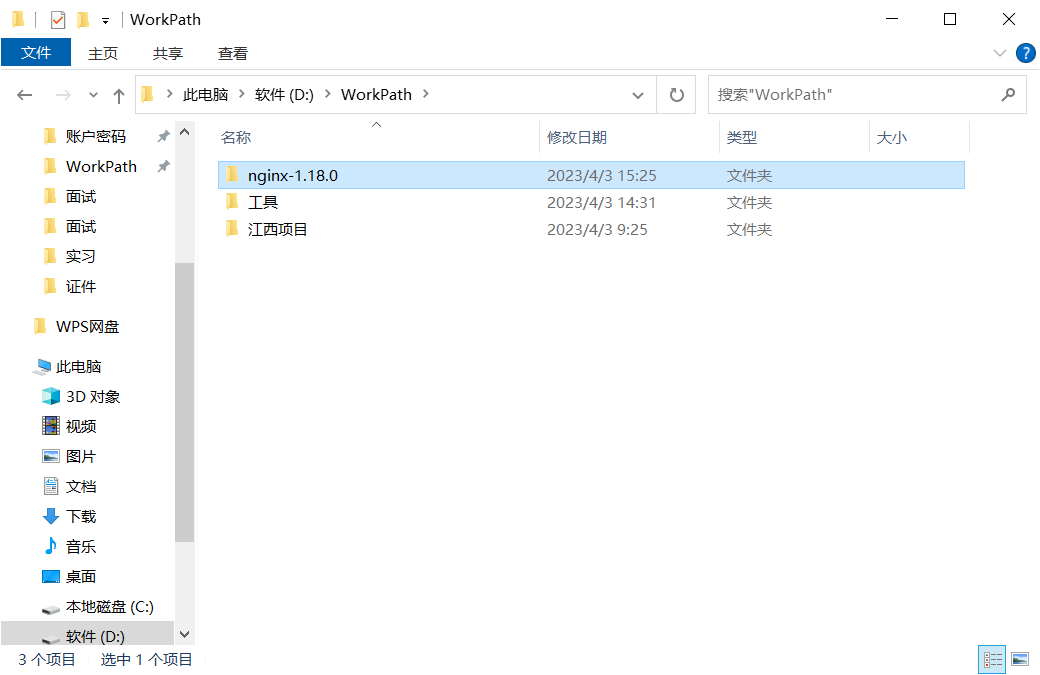 WorkPath
文件 主页 共享 查看
此电脑 软件 (D:) WorkPath
搜索"WorkPath"
账户密码
WorkPath
面试
面试
实习
证件
WPS网盘
此电脑
3D 对象
视频
图片
文档
下载
音乐
桌面
本地磁盘 (C:)
软件 (D:)
名称 修改日期 类型 大小
nginx-1.18.0 2023/4/3 15:25 文件夹
工具 2023/4/3 14:31 文件夹
江西项目 2023/4/3 9:25 文件夹
3 个项目 选中 1 个项目